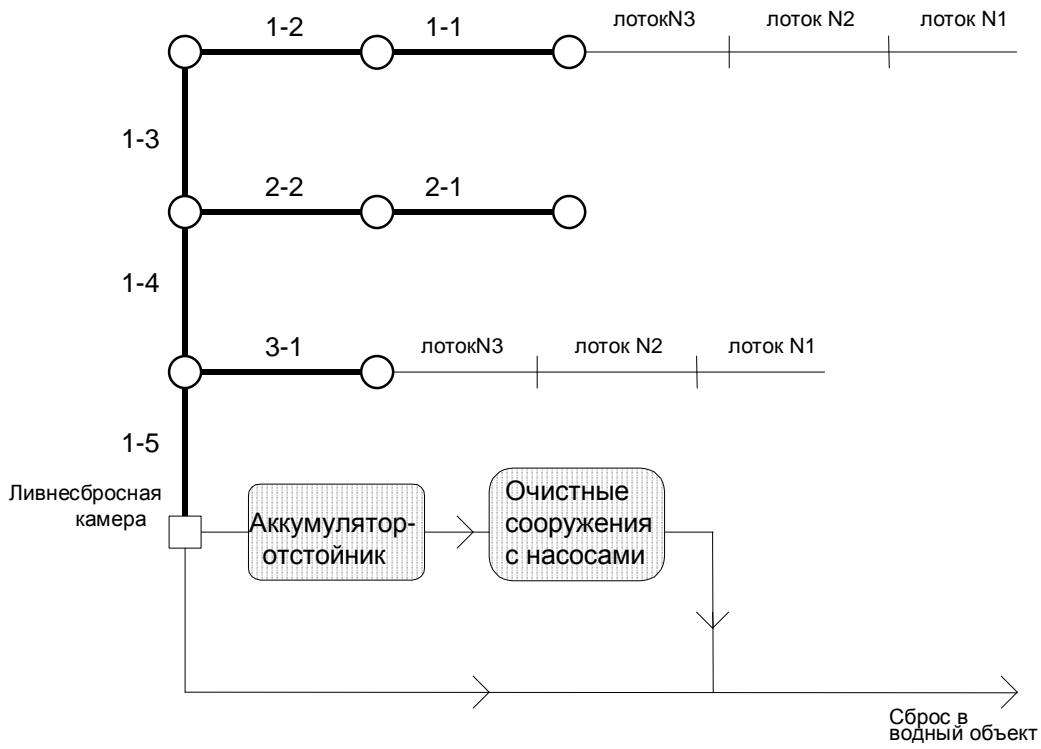 1-2
1-1
лотокN3
лоток N2
лоток N1
1-3
2-2
2-1
1-4
3-1
лотокN3
лоток N2
лоток N1
1-5
Ливнесбросная
камера
Аккумулятор-
отстойник
Очистные
сооружения
с насосами
Сброс в
водный объект